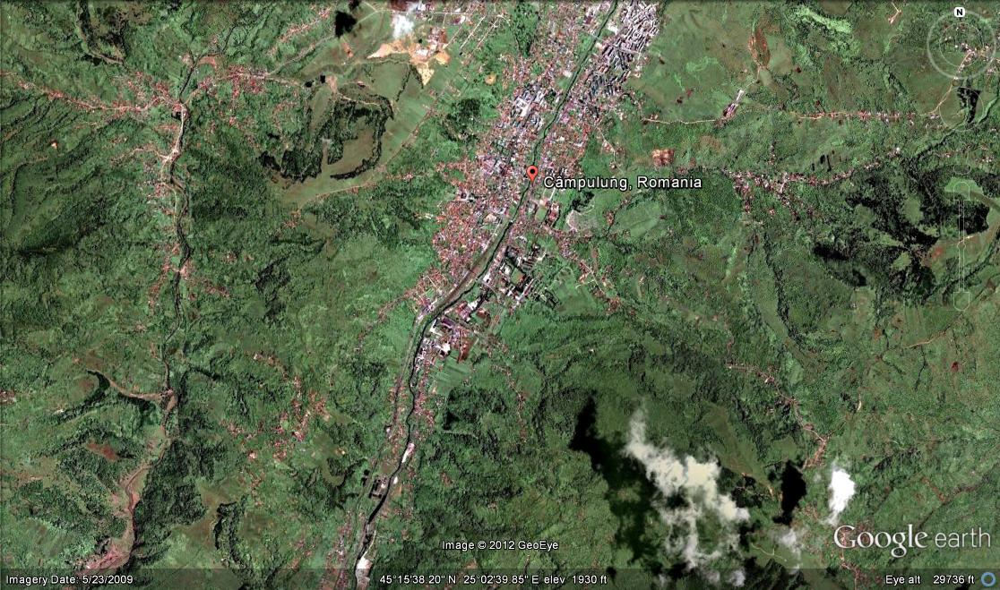 N
Câmpulung, Romania
Image © 2012 GeoEye
Google earth
Imagery Date: 5/23/2009
45°15'38.20" N 25°02'39.85" E elev 1930 ft
Eye alt 29736 ft